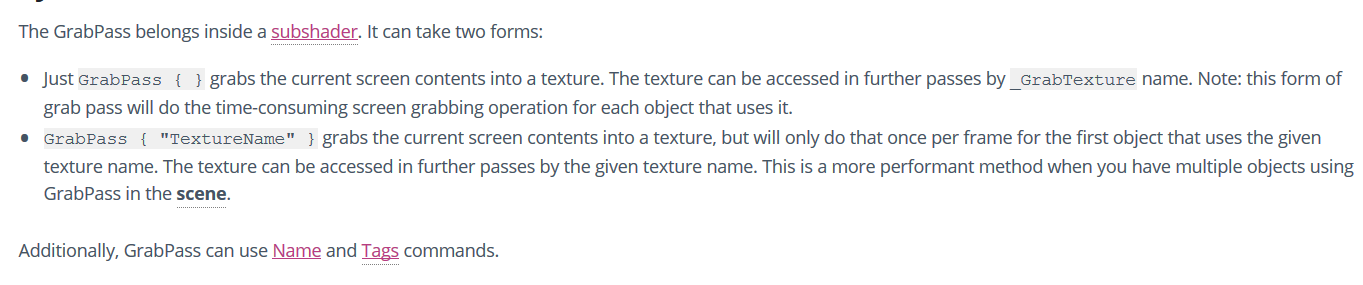 The GrabPass belongs inside a subshader. It can take two forms:
• Just GrabPass { } grabs the current screen contents into a texture. The texture can be accessed in further passes by _GrabTexture name. Note: this form of
grab pass will do the time-consuming screen grabbing operation for each object that uses it.
• GrabPass { "TextureName" } grabs the current screen contents into a texture, but will only do that once per frame for the first object that uses the given
texture name. The texture can be accessed in further passes by the given texture name. This is a more performant method when you have multiple objects using
GrabPass in the scene.
Additionally, GrabPass can use Name and Tags commands.